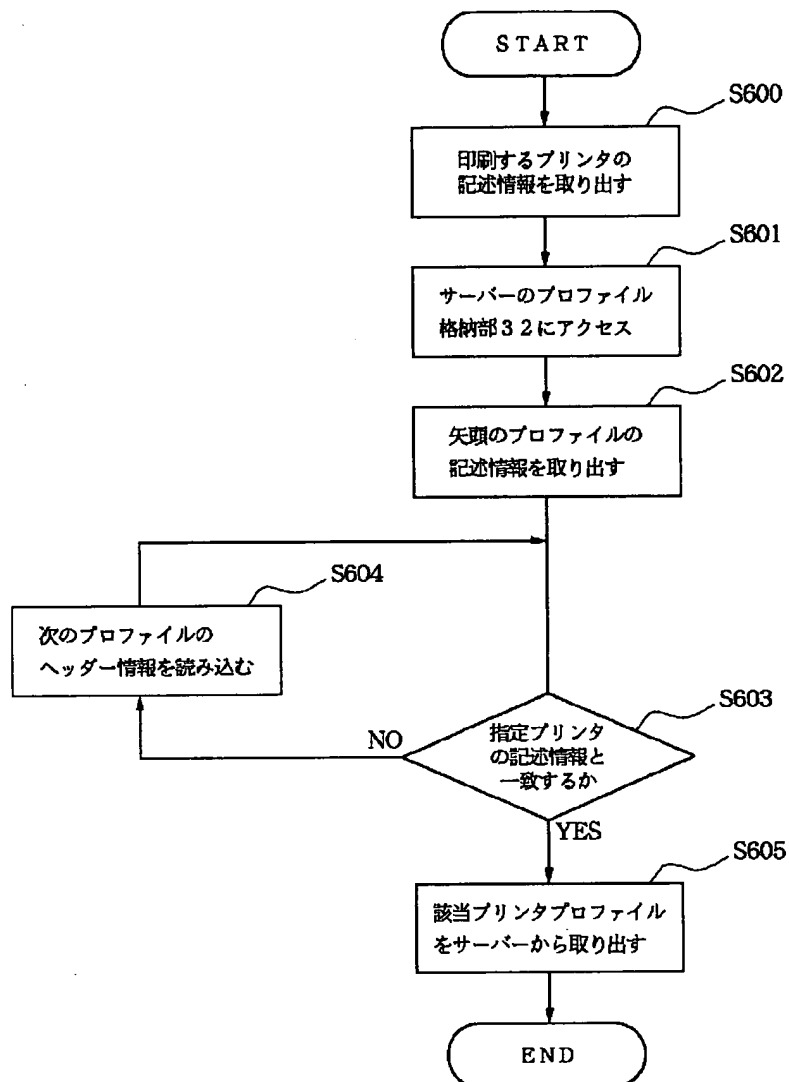 START
S600
印刷するプリンタの
記述情報を取り出す
S601
サーバーのプロファイル
格納部32にアクセス
S602
矢頭のプロファイルの
記述情報を取り出す
S604
次のプロファイルの
ヘッダー情報を読み込む
S603
指定プリンタ
の記述情報と
一致するか
NO
YES
S605
該当プリンタプロファイル
をサーバーから取り出す
END